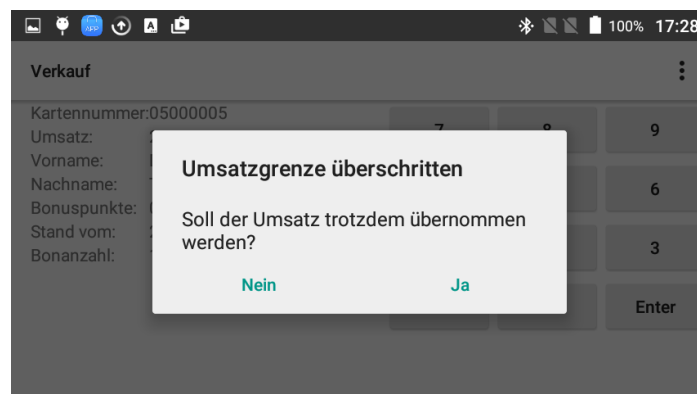 APP A 100% 17:28
Verkauf
Kartennummer:05000005
Umsatz:
Vorname:
Nachname:
Bonuspunkte:
Stand vom:
Bonanzahl:
7 8 9
6
3
Enter
Umsatzgrenze überschritten
Soll der Umsatz trotzdem übernommen
werden?
Nein Ja